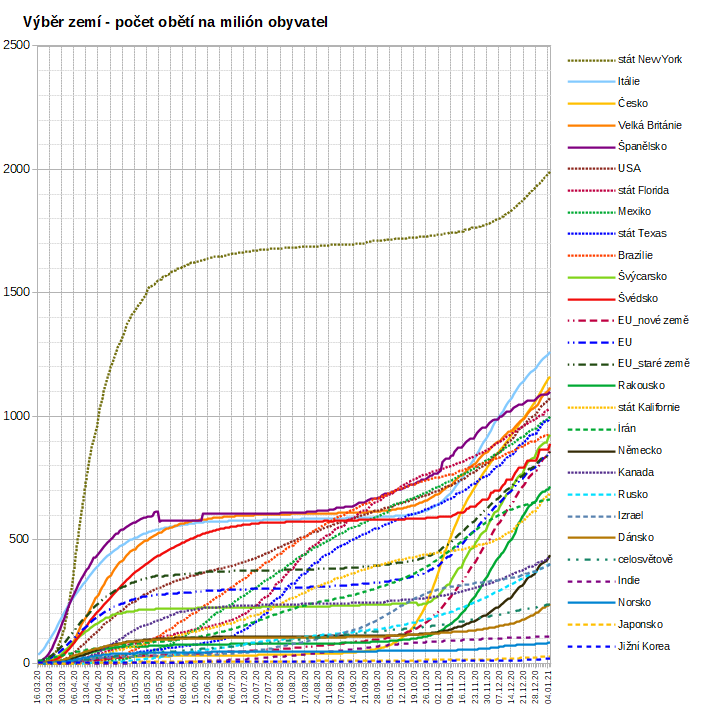 Výběr zemí - počet obětí na milión obyvatel
2500
2000
1500
1000
500
0
16.03.20
23.03.20
30.03.20
06.04.20
13.04.20
20.04.20
27.04.20
04.05.20
11.05.20
18.05.20
25.05.20
01.06.20
08.06.20
15.06.20
22.06.20
29.06.20
06.07.20
13.07.20
20.07.20
27.07.20
03.08.20
10.08.20
17.08.20
24.08.20
31.08.20
07.09.20
14.09.20
21.09.20
28.09.20
05.10.20
12.10.20
19.10.20
26.10.20
02.11.20
09.11.20
16.11.20
23.11.20
30.11.20
07.12.20
14.12.20
21.12.20
28.12.20
04.01.21
stát NewYork
Itálie
Česko
Velká Británie
Španělsko
USA
stát Florida
Mexiko
stát Texas
Brazílie
Švýcarsko
Švédsko
EU_nové země
EU
EU_staré země
Rakousko
stát Kalifornie
Irán
Německo
Kanada
Rusko
Izrael
Dánsko
celosvětově
Indie
Norsko
Japonsko
Jižní Korea